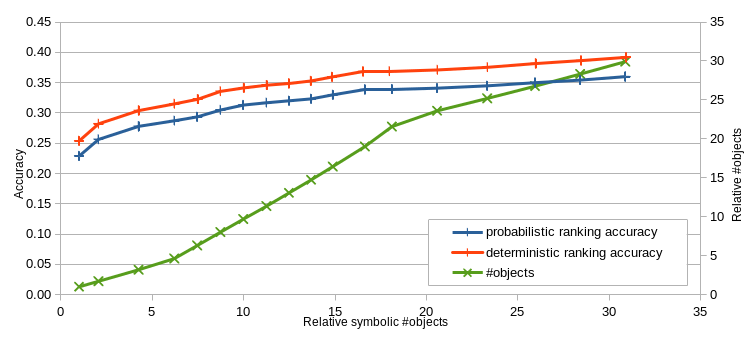 0.45
0.40
0.35
0.30
0.25
0.20
0.15
0.10
0.05
0.00
Accuracy
35
30
25
20
15
10
5
0
Relative #objects
probabilistic ranking accuracy
deterministic ranking accuracy
#objects
0 5 10 15 20 25 30 35
Relative symbolic #objects